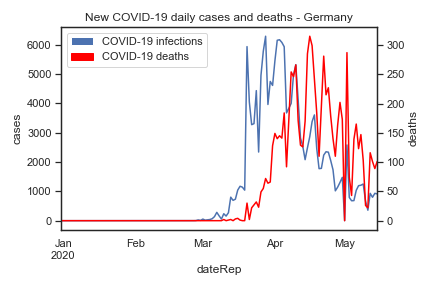 New COVID-19 daily cases and deaths - Germany
COVID-19 infections
COVID-19 deaths
6000
5000
4000
3000
2000
1000
0
cases
300
250
200
150
100
50
0
deaths
Jan Feb Mar Apr May
2020
dateRep